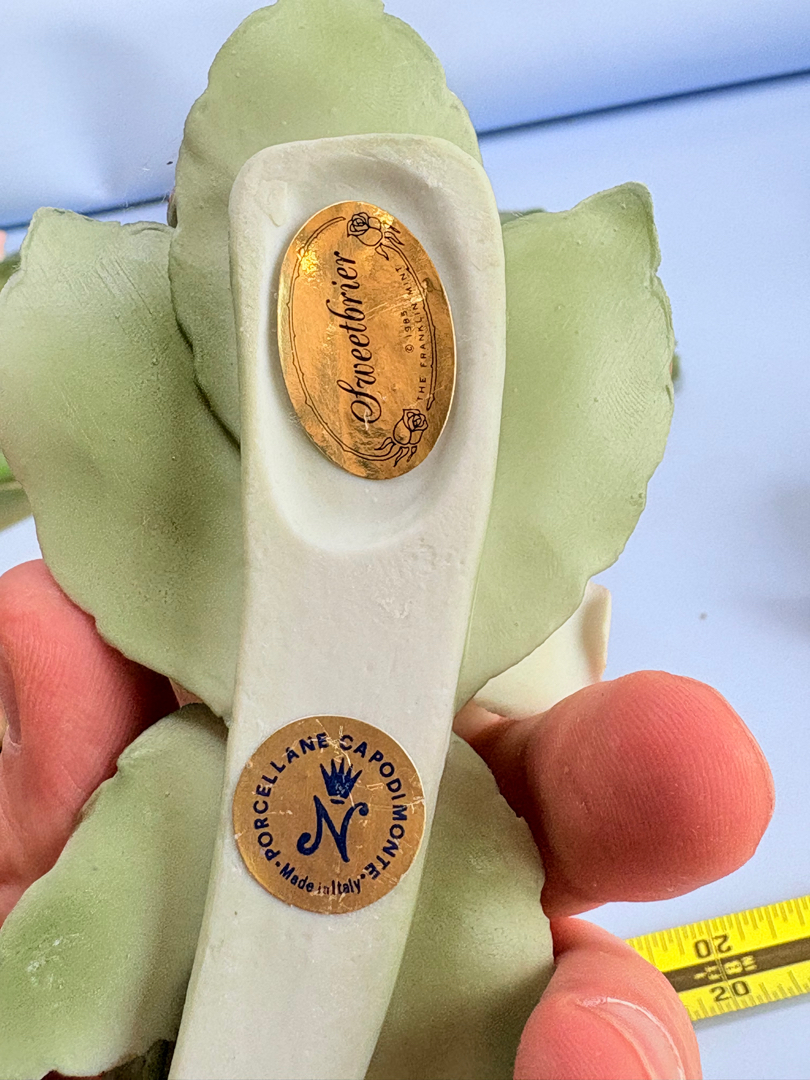 Sweetbrier
© 1985 MINT
THE FRANKLIN
PORCELLANE CAPODIMONTE
N
Made in Italy
20
20